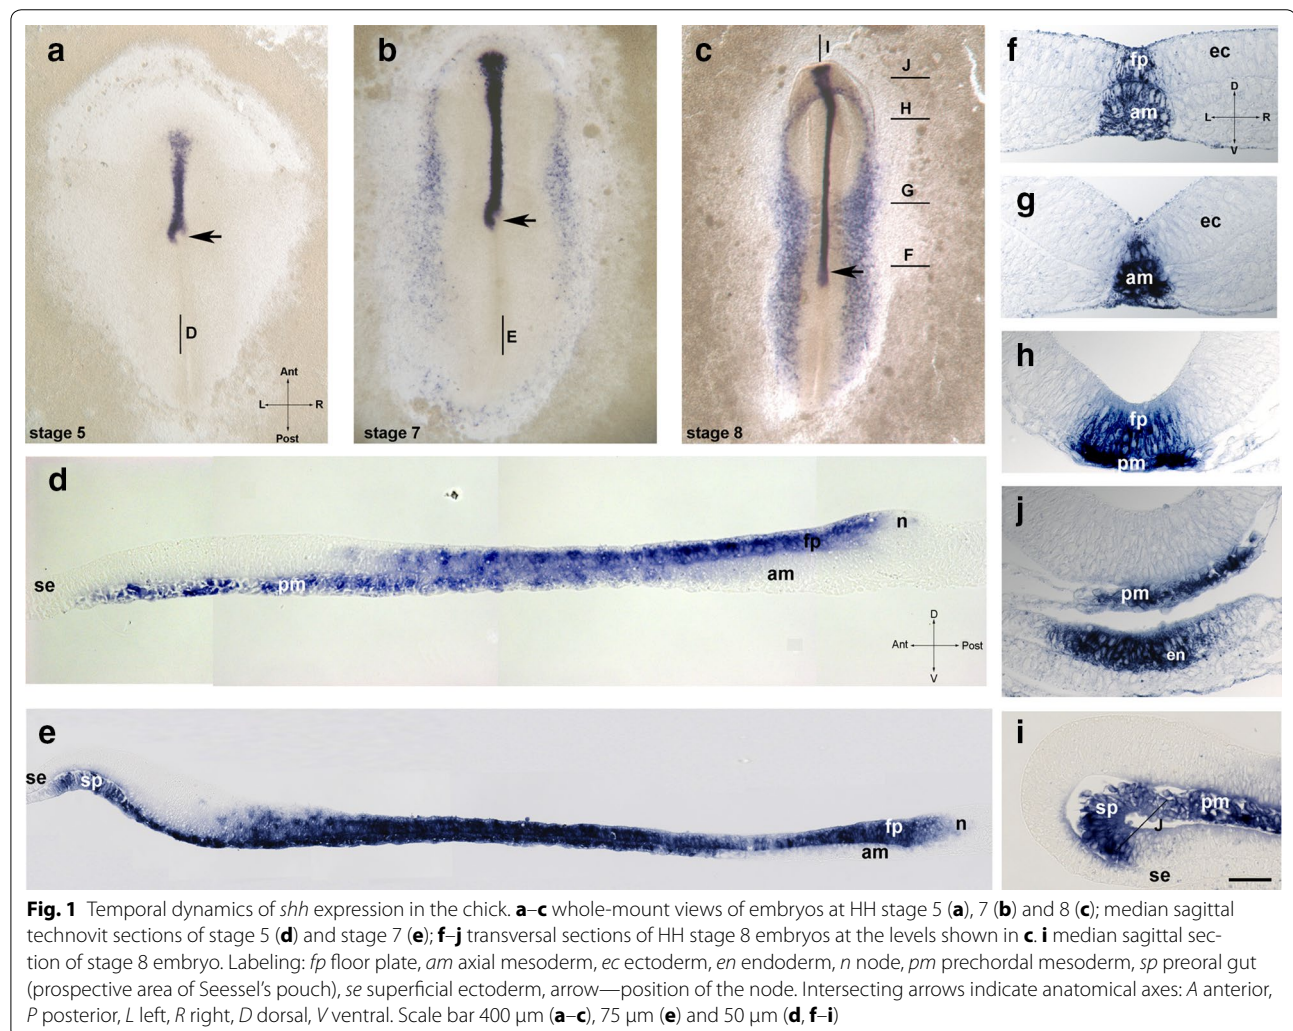 a
D
Ant
L
R
Post
stage 5
b
E
stage 7
c
I
J
H
G
F
stage 8
f
fp
ec
am
D
L
R
V
g
ec
am
h
fp
pm
j
pm
en
i
sp
pm
J
se
d
n
fp
am
pm
se
D
Ant
Post
V
e
se
sp
fp
n
am
Fig. 1 Temporal dynamics of shh expression in the chick. a–c whole-mount views of embryos at HH stage 5 (a), 7 (b) and 8 (c); median sagittal
technovit sections of stage 5 (d) and stage 7 (e); f–j transversal sections of HH stage 8 embryos at the levels shown in c. i median sagittal sec-
tion of stage 8 embryo. Labeling: fp floor plate, am axial mesoderm, ec ectoderm, en endoderm, n node, pm prechordal mesoderm, sp preoral gut
(prospective area of Seessel's pouch), se superficial ectoderm, arrow—position of the node. Intersecting arrows indicate anatomical axes: A anterior,
P posterior, L left, R right, D dorsal, V ventral. Scale bar 400 µm (a–c), 75 µm (e) and 50 µm (d, f–i)